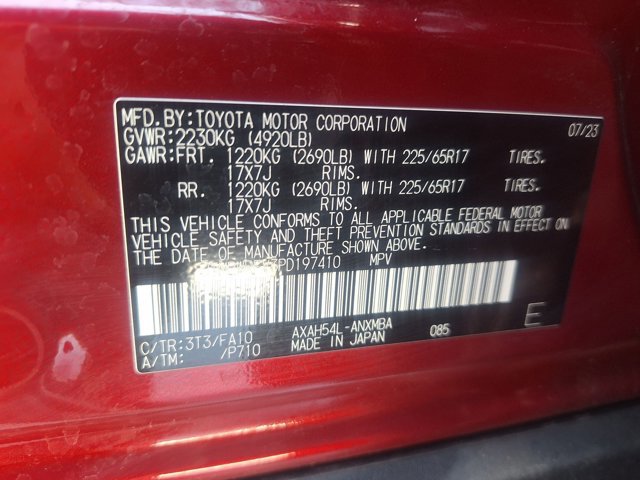 MFD.BY:TOYOTA MOTOR CORPORATION 07/23
GVWR:2230KG (4920LB)
GAWR:FRT. 1220KG (2690LB) WITH 225/65R17 TIRES.
17X7J RIMS.
RR. 1220KG (2690LB) WITH 225/65R17 TIRES.
17X7J RIMS.
THIS VEHICLE CONFORMS TO ALL APPLICABLE FEDERAL MOTOR
VEHICLE SAFETY AND THEFT PREVENTION STANDARDS IN EFFECT ON
THE DATE OF MANUFACTURE SHOWN ABOVE.
PD197410 MPV
C/TR:3T3/FA10 AXAH54L-ANXMBA 085 E
A/TM: /P710 MADE IN JAPAN